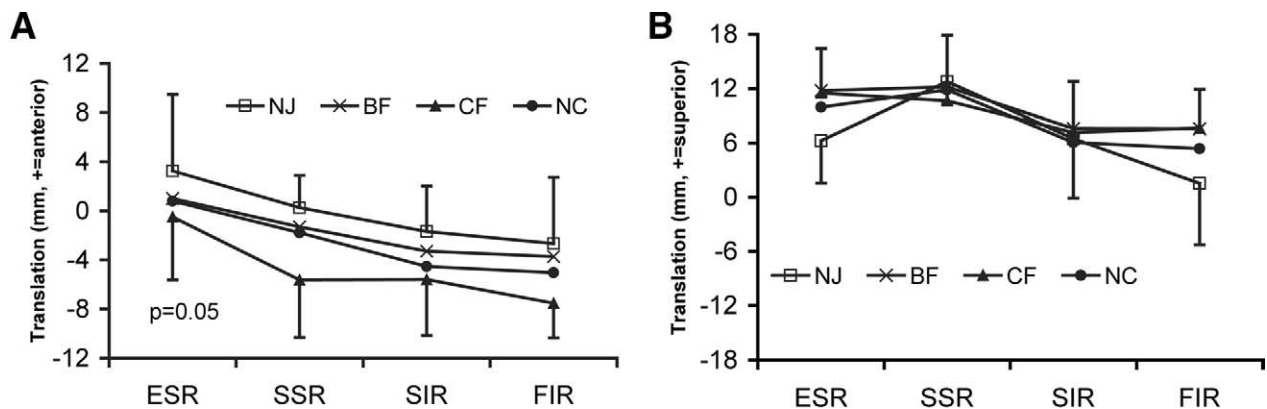 A
Translation (mm, +=anterior)
12
8
4
0
-4
-8
-12
NJ BF CF NC
p=0.05
ESR SSR SIR FIR
B
Translation (mm, +=superior)
18
12
6
0
-6
-12
-18
NJ BF CF NC
ESR SSR SIR FIR